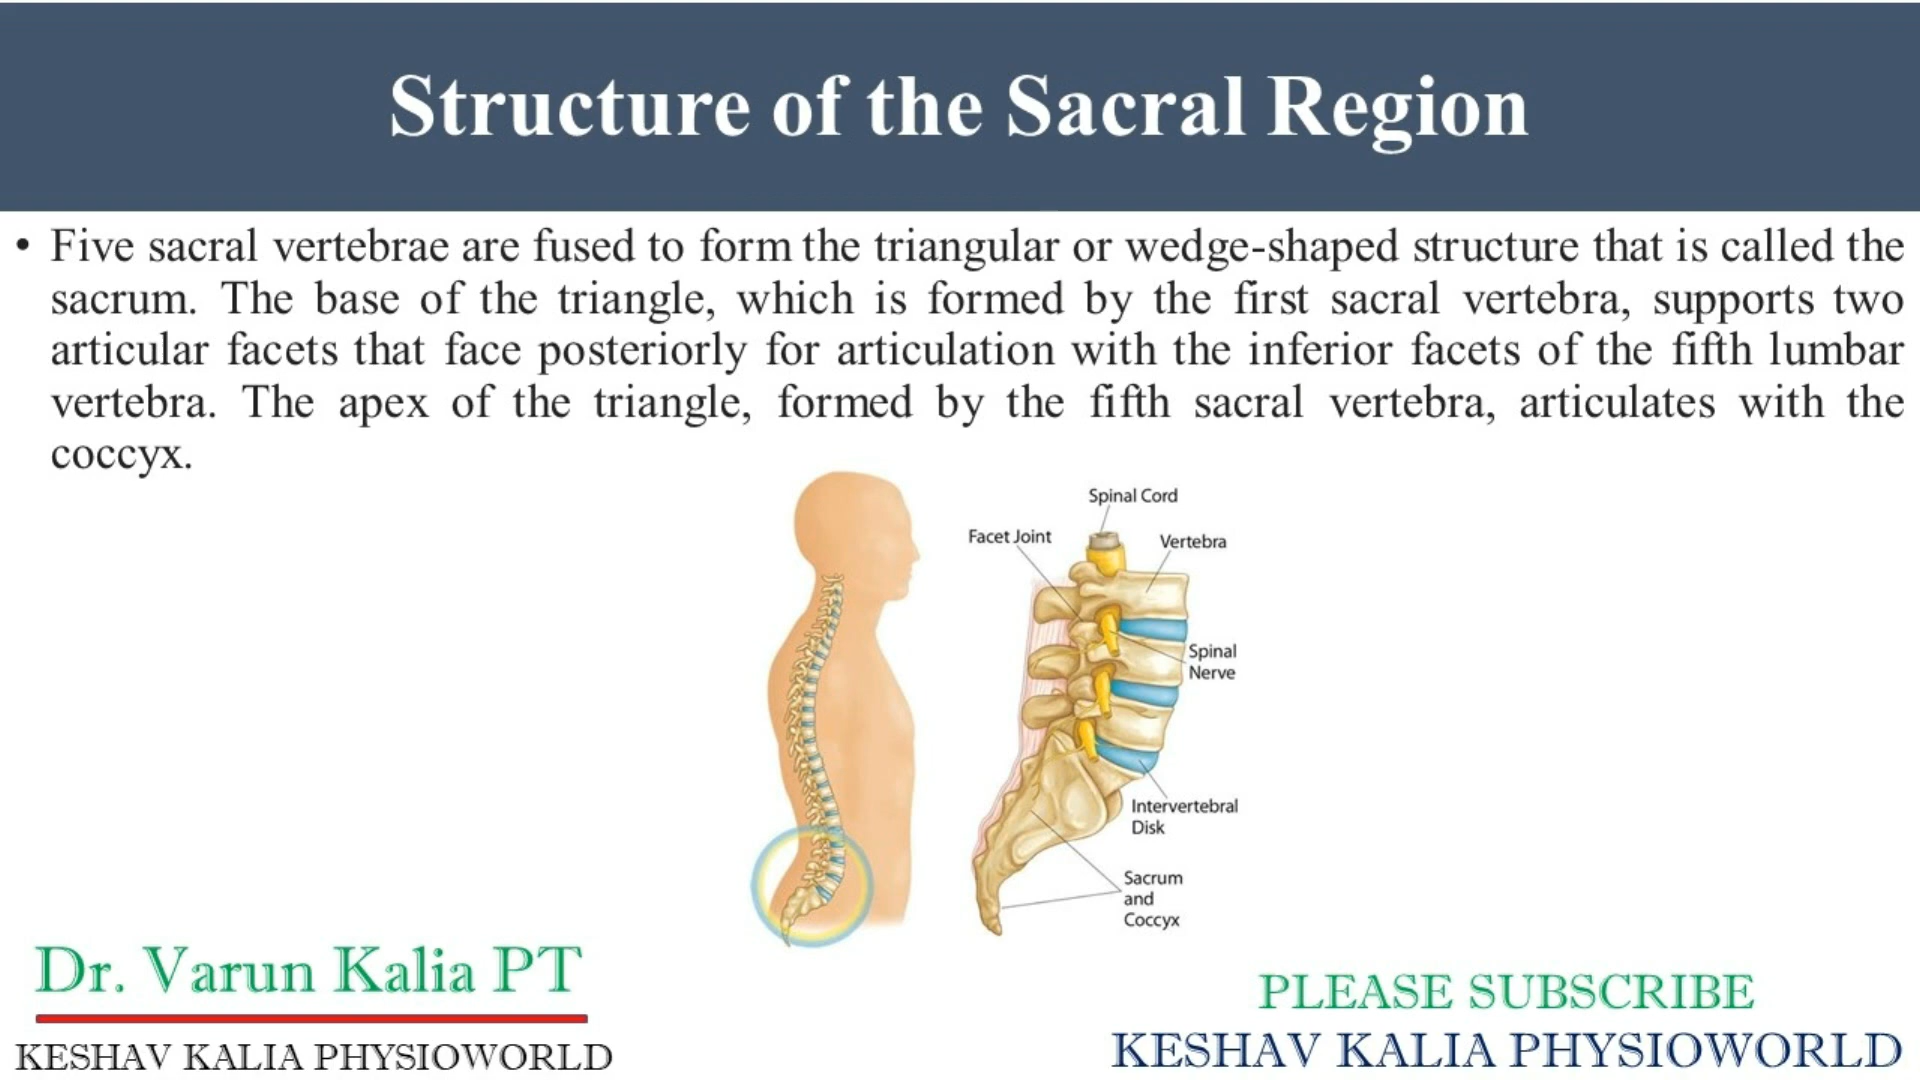 Structure of the Sacral Region
• Five sacral vertebrae are fused to form the triangular or wedge-shaped structure that is called the
sacrum. The base of the triangle, which is formed by the first sacral vertebra, supports two
articular facets that face posteriorly for articulation with the inferior facets of the fifth lumbar
vertebra. The apex of the triangle, formed by the fifth sacral vertebra, articulates with the
coccyx.
Spinal Cord
Facet Joint
Vertebra
Spinal
Nerve
Intervertebral
Disk
Sacrum
and
Coccyx
Dr. Varun Kalia PT
KESHAV KALIA PHYSIOWORLD
PLEASE SUBSCRIBE
KESHAV KALIA PHYSIOWORLD